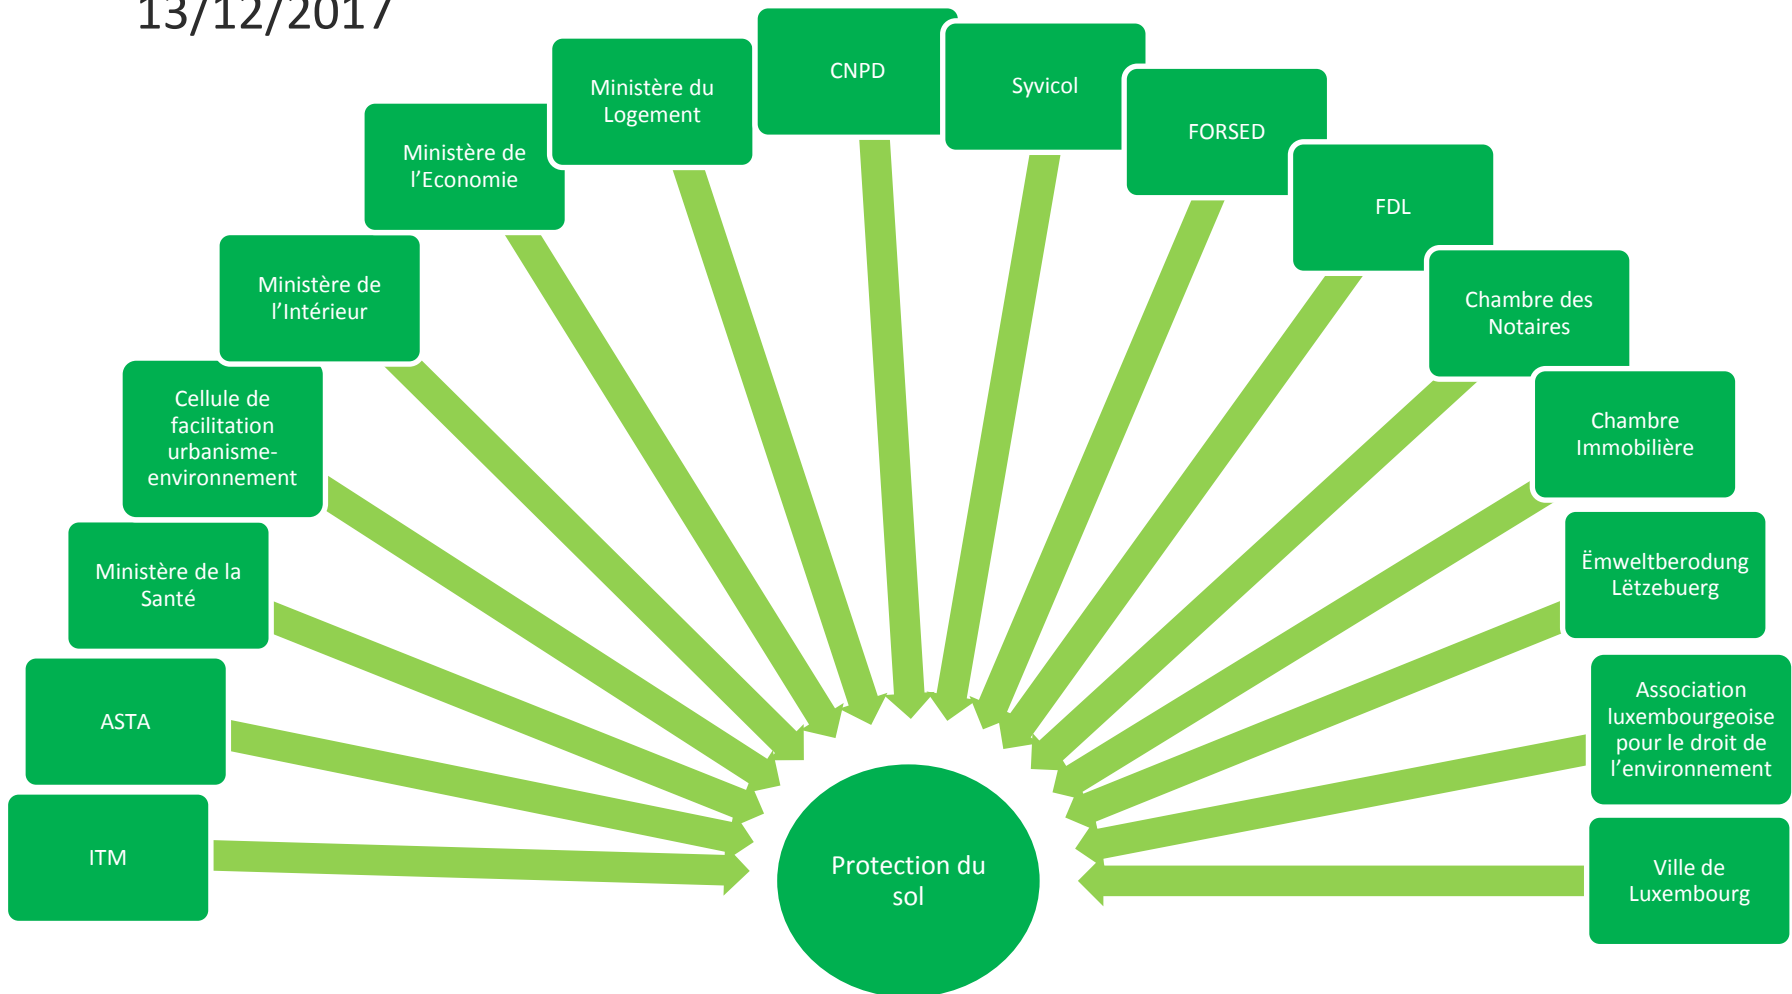 13/12/2017
CNPD
Syvicol
Ministère du
Logement
FORSED
Ministère de
l'Economie
FDL
Ministère de
l'Intérieur
Chambre des
Notaires
Cellule de
facilitation
urbanisme-
environnement
Chambre
Immobilière
Ministère de la
Santé
Ëmweltberodung
Lëtzebuerg
ASTA
Association
luxembourgeoise
pour le droit de
l'environnement
ITM
Protection du
sol
Ville de
Luxembourg